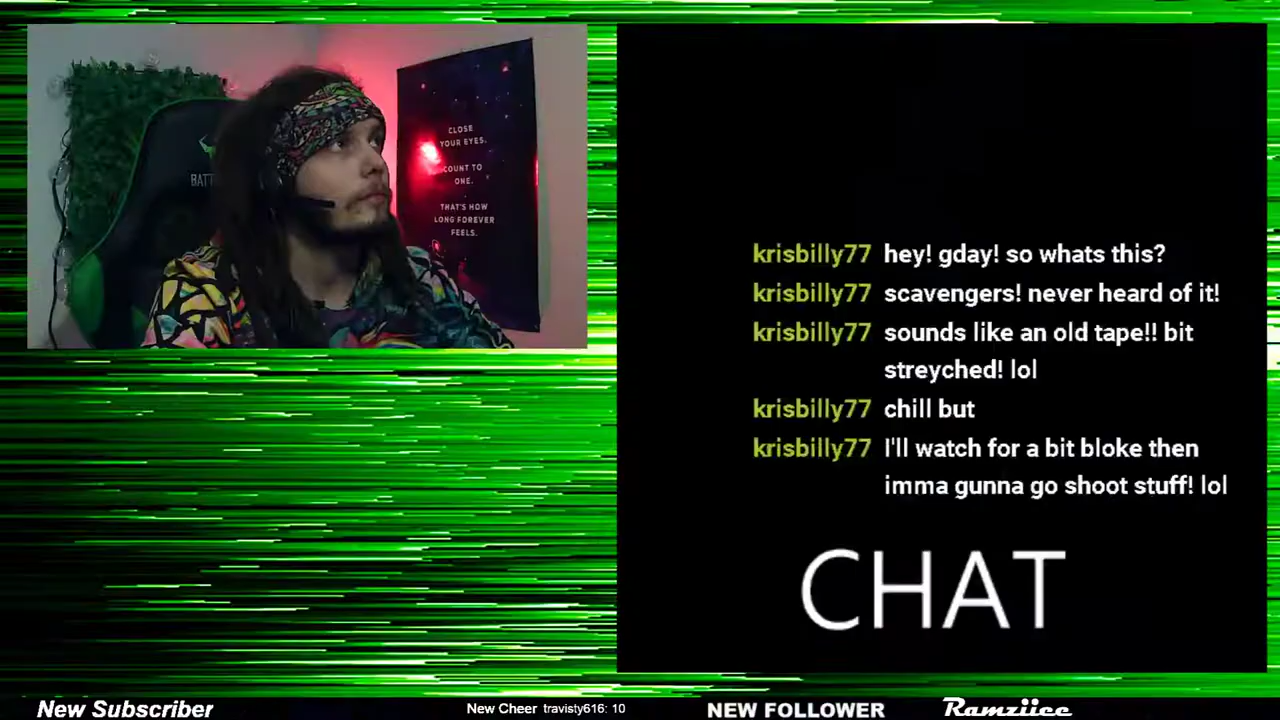 BATT
CLOSE
YOUR EYES.
COUNT TO
ONE.
THAT'S HOW
LONG FOREVER
FEELS.
krisbilly77 hey! gday! so whats this?
krisbilly77 scavengers! never heard of it!
krisbilly77 sounds like an old tape!! bit
streyched! lol
krisbilly77 chill but
krisbilly77 I'll watch for a bit bloke then
imma gunna go shoot stuff! lol
CHAT
New Subscriber
New Cheer travisty616: 10
NEW FOLLOWER
Ramziiee